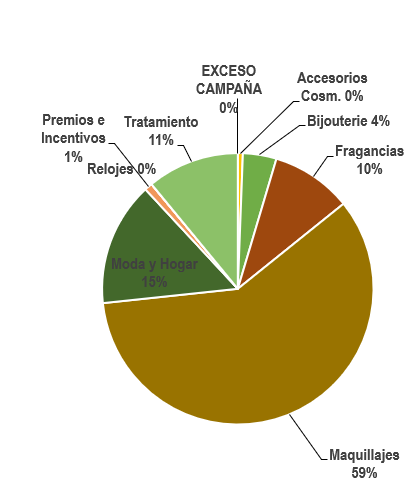 EXCESO
CAMPAÑA
0%
Accesorios
Cosm. 0%
Bijouterie 4%
Fragancias
10%
Maquillajes
59%
Moda y Hogar
15%
Relojes 0%
Premios e
Incentivos
1%
Tratamiento
11%